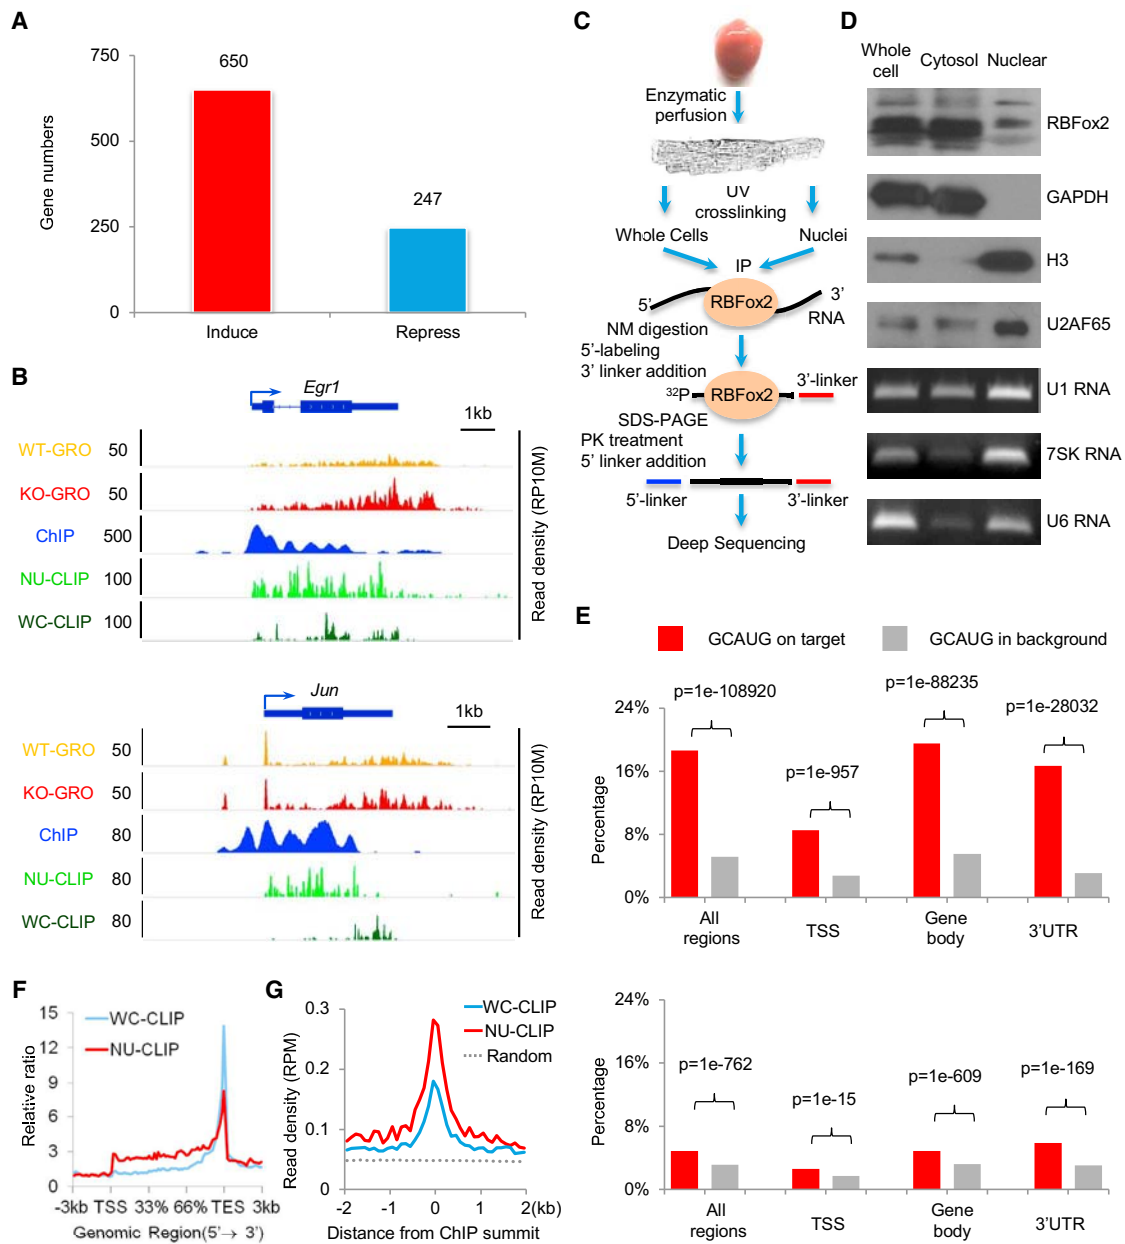 A
750
500
250
0
Gene numbers
650
247
Induce
Repress
B
Egr1
1kb
WT-GRO 50
KO-GRO 50
ChIP 500
NU-CLIP 100
WC-CLIP 100
Read density (RP10M)
Jun
1kb
WT-GRO 50
KO-GRO 50
ChIP 80
NU-CLIP 80
WC-CLIP 80
Read density (RP10M)
C
Enzymatic
perfusion
UV
crosslinking
Whole Cells
Nuclei
IP
5'
RBFox2
3'
RNA
NM digestion
5'-labeling
3' linker addition
32P
RBFox2
3'-linker
SDS-PAGE
PK treatment
5' linker addition
5'-linker
3'-linker
Deep Sequencing
D
Whole
cell
Cytosol
Nuclear
RBFox2
GAPDH
H3
U2AF65
U1 RNA
7SK RNA
U6 RNA
E
GCAUG on target
GCAUG in background
24%
16%
8%
0%
Percentage
p=1e-108920
p=1e-957
p=1e-88235
p=1e-28032
All
regions
TSS
Gene
body
3'UTR
24%
16%
8%
0%
Percentage
p=1e-762
p=1e-15
p=1e-609
p=1e-169
All
regions
TSS
Gene
body
3'UTR
F
15
12
9
6
3
0
Relative ratio
WC-CLIP
NU-CLIP
-3kb TSS 33% 66% TES 3kb
Genomic Region(5'→ 3')
G
0.3
0.2
0.1
0
Read density (RPM)
WC-CLIP
NU-CLIP
Random
-2 -1 0 1 2(kb)
Distance from ChIP summit